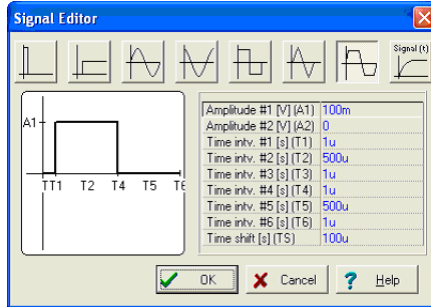 Signal Editor
Signal (t)
A1
TT1 T2 T4 T5 T6
Amplitude #1 [V] (A1) 100m
Amplitude #2 [V] (A2) 0
Time intv. #1 [s] (T1) 1u
Time intv. #2 [s] (T2) 500u
Time intv. #3 [s] (T3) 1u
Time intv. #4 [s] (T4) 1u
Time intv. #5 [s] (T5) 500u
Time intv. #6 [s] (T6) 1u
Time shift [s] (TS) 100u
OK Cancel ? Help